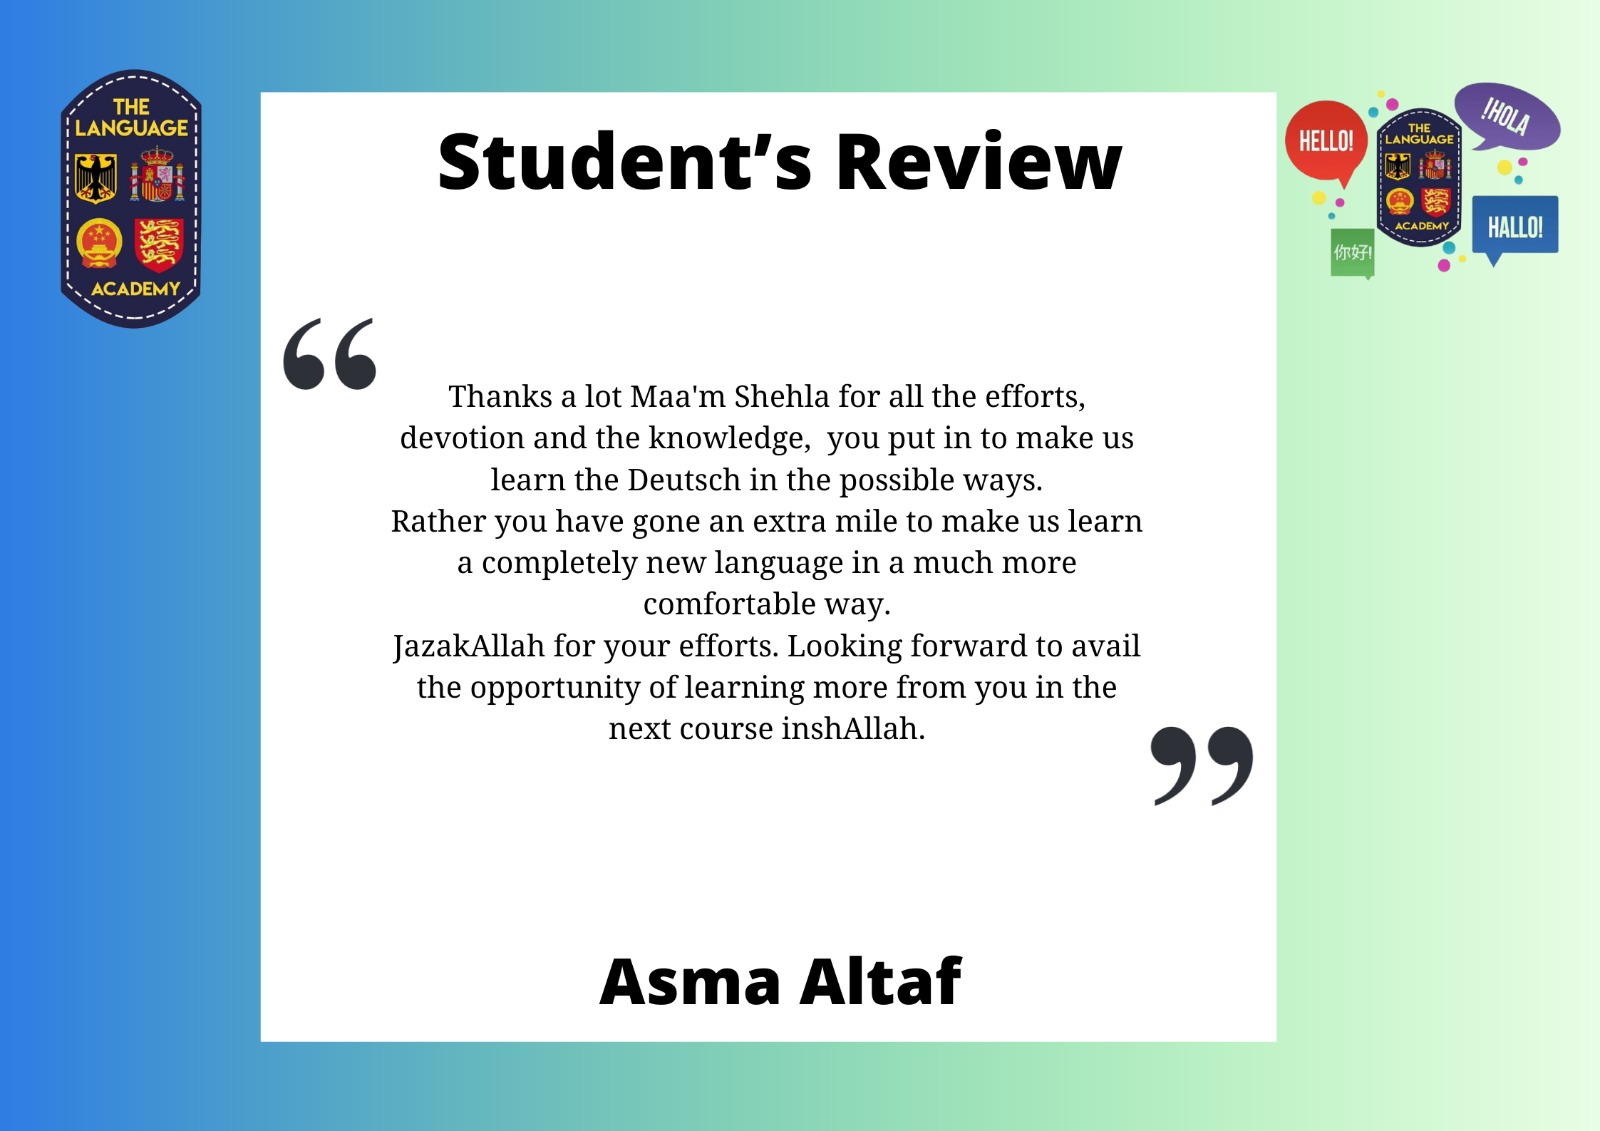 THE
LANGUAGE
ACADEMY
Student’s Review
HELLO!
THE
LANGUAGE
ACADEMY
!HOLA
HALLO!
你好!
“
Thanks a lot Maa'm Shehla for all the efforts,
devotion and the knowledge,  you put in to make us
learn the Deutsch in the possible ways.
Rather you have gone an extra mile to make us learn
a completely new language in a much more
comfortable way.
JazakAllah for your efforts. Looking forward to avail
the opportunity of learning more from you in the
next course inshAllah.
”
Asma Altaf